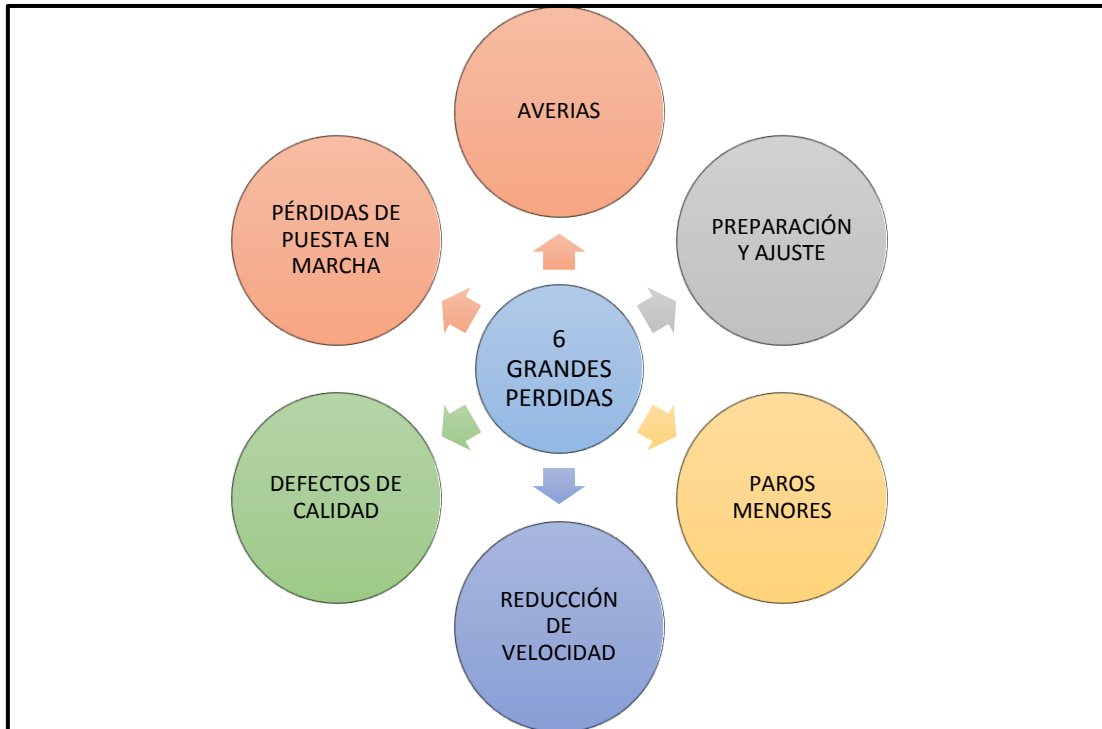 AVERIAS
PREPARACIÓN
Y AJUSTE
PAROS
MENORES
REDUCCIÓN
DE
VELOCIDAD
DEFECTOS DE
CALIDAD
PÉRDIDAS DE
PUESTA EN
MARCHA
6
GRANDES
PERDIDAS